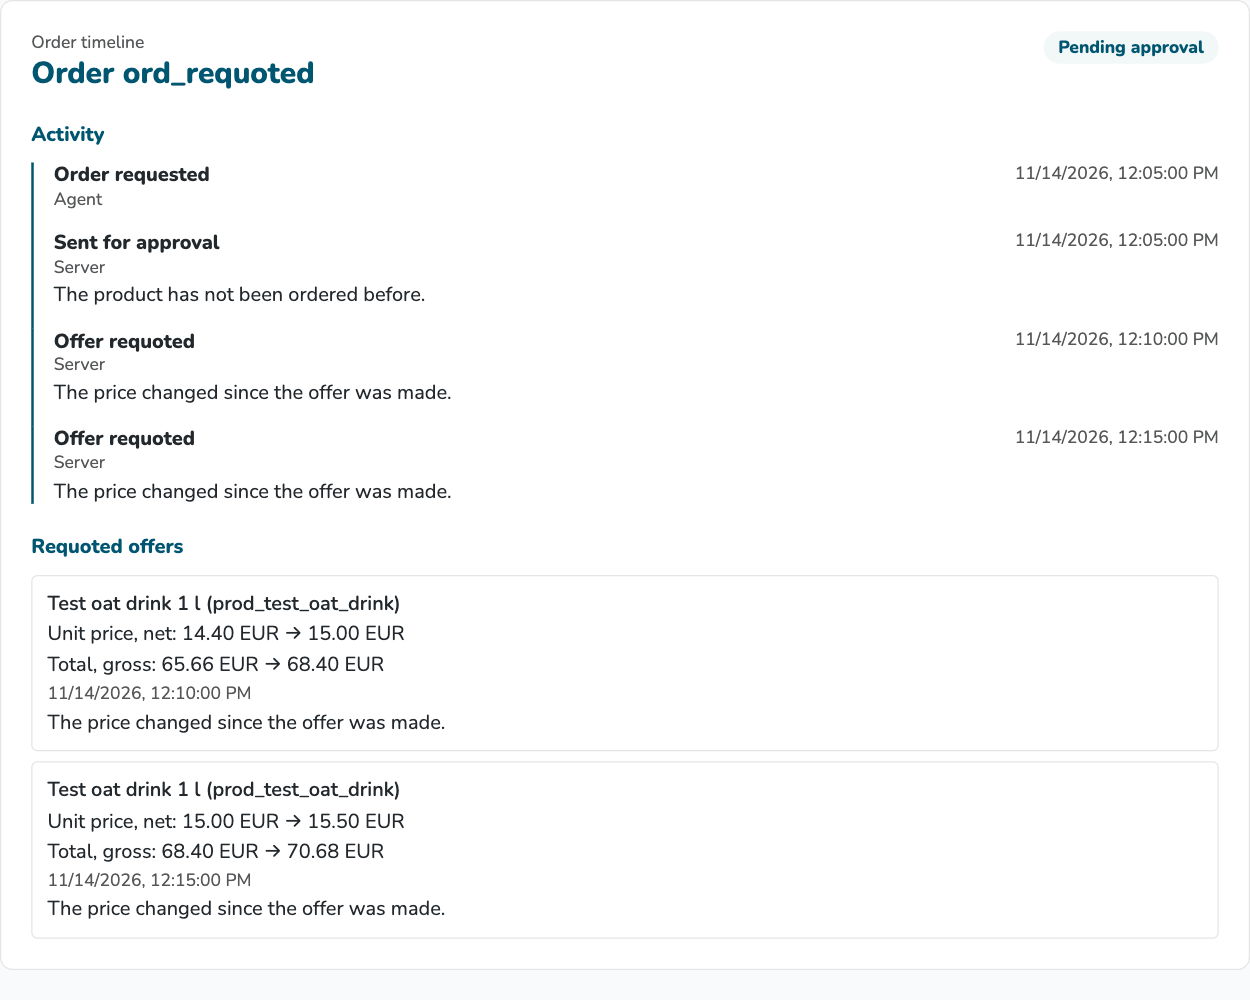 Order timeline
Order ord_requoted
Pending approval
Activity
Order requested
11/14/2026, 12:05:00 PM
Agent
Sent for approval
11/14/2026, 12:05:00 PM
Server
The product has not been ordered before.
Offer requoted
11/14/2026, 12:10:00 PM
Server
The price changed since the offer was made.
Offer requoted
11/14/2026, 12:15:00 PM
Server
The price changed since the offer was made.
Requoted offers
Test oat drink 1 l (prod_test_oat_drink)
Unit price, net: 14.40 EUR → 15.00 EUR
Total, gross: 65.66 EUR → 68.40 EUR
11/14/2026, 12:10:00 PM
The price changed since the offer was made.
Test oat drink 1 l (prod_test_oat_drink)
Unit price, net: 15.00 EUR → 15.50 EUR
Total, gross: 68.40 EUR → 70.68 EUR
11/14/2026, 12:15:00 PM
The price changed since the offer was made.